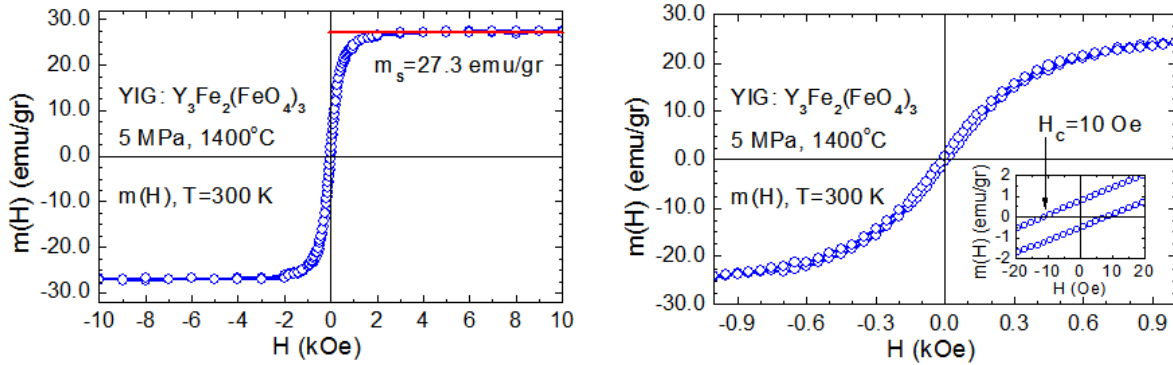 30.0
20.0
10.0
0.0
-10.0
-20.0
-30.0
m(H) (emu/gr)
m_s=27.3 emu/gr
YIG: Y₃Fe₂(FeO₄)₃
5 MPa, 1400°C
m(H), T=300 K
-10 -8 -6 -4 -2 0 2 4 6 8 10
H (kOe)
30.0
20.0
10.0
0.0
-10.0
-20.0
-30.0
m(H) (emu/gr)
YIG: Y₃Fe₂(FeO₄)₃
5 MPa, 1400°C
m(H), T=300 K
H_c=10 Oe
2
1
0
-1
-2
m(H) (emu/gr)
-20 -10 0 10 20
H (Oe)
-0.9 -0.6 -0.3 0.0 0.3 0.6 0.9
H (kOe)